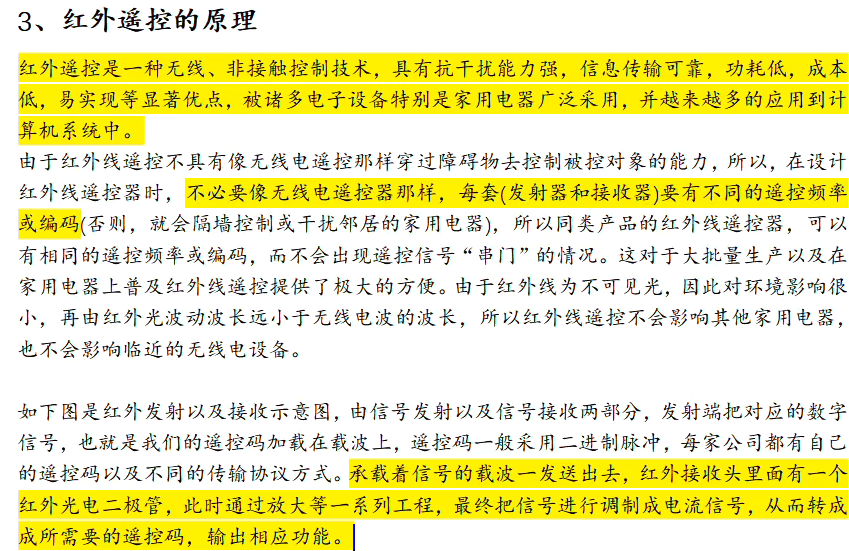 3、红外遥控的原理
红外遥控是一种无线、非接触控制技术，具有抗干扰能力强，信息传输可靠，功耗低，成本
低，易实现等显著优点，被诸多电子设备特别是家用电器广泛采用，并越来越多的应用到计
算机系统中。
由于红外线遥控不具有像无线电遥控那样穿过障碍物去控制被控对象的能力，所以，在设计
红外线遥控器时，不必要像无线电遥控器那样，每套(发射器和接收器)要有不同的遥控频率
或编码(否则，就会隔墙控制或干扰邻居的家用电器)，所以同类产品的红外线遥控器，可以
有相同的遥控频率或编码，而不会出现遥控信号“串门”的情况。这对于大批量生产以及在
家用电器上普及红外线遥控提供了极大的方便。由于红外线为不可见光，因此对环境影响很
小，再由红外光波动波长远小于无线电波的波长，所以红外线遥控不会影响其他家用电器，
也不会影响临近的无线电设备。
如下图是红外发射以及接收示意图，由信号发射以及信号接收两部分，发射端把对应的数字
信号，也就是我们的遥控码加载在载波上，遥控码一般采用二进制脉冲，每家公司都有自己
的遥控码以及不同的传输协议方式。承载着信号的载波一发送出去，红外接收头里面有一个
红外光电二极管，此时通过放大等一系列工程，最终把信号进行调制成电流信号，从而转成
成所需要的遥控码，输出相应功能。